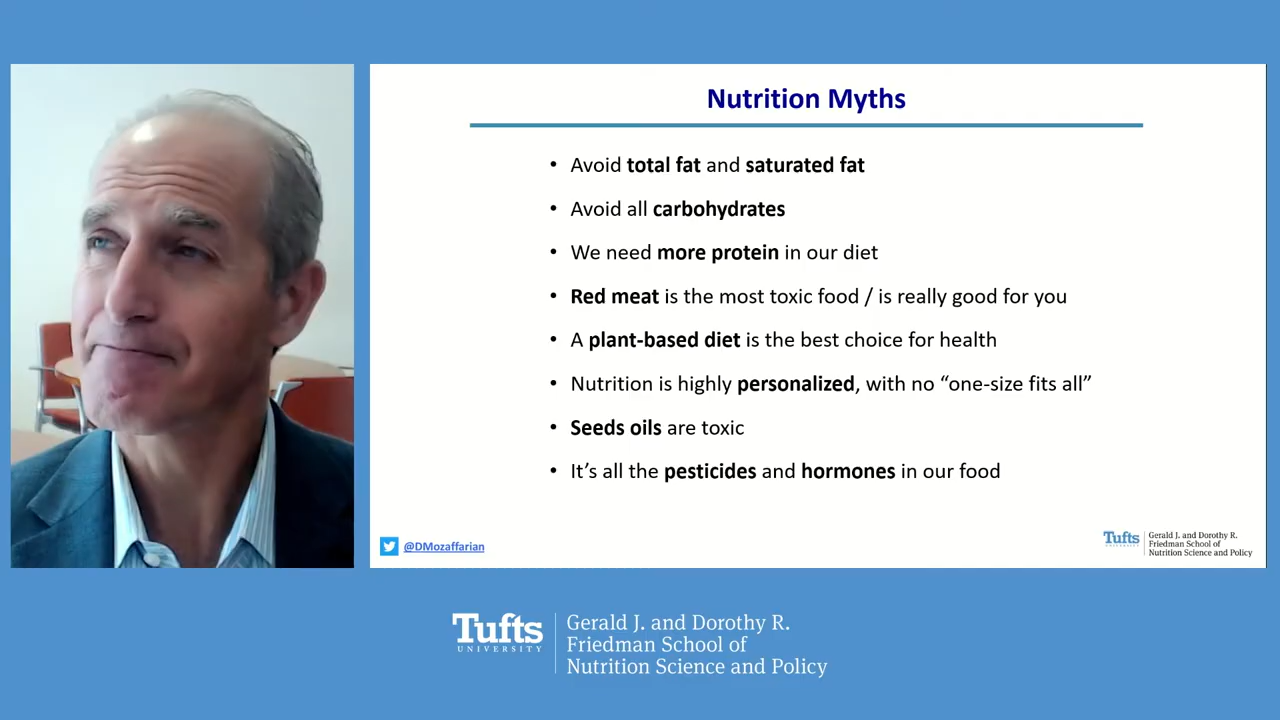 Nutrition Myths
• Avoid total fat and saturated fat
• Avoid all carbohydrates
• We need more protein in our diet
• Red meat is the most toxic food / is really good for you
• A plant-based diet is the best choice for health
• Nutrition is highly personalized, with no “one-size fits all”
• Seeds oils are toxic
• It’s all the pesticides and hormones in our food
@DMozaffarian
Tufts
UNIVERSITY
Gerald J. and Dorothy R.
Friedman School of
Nutrition Science and Policy
Tufts
UNIVERSITY
Gerald J. and Dorothy R.
Friedman School of
Nutrition Science and Policy